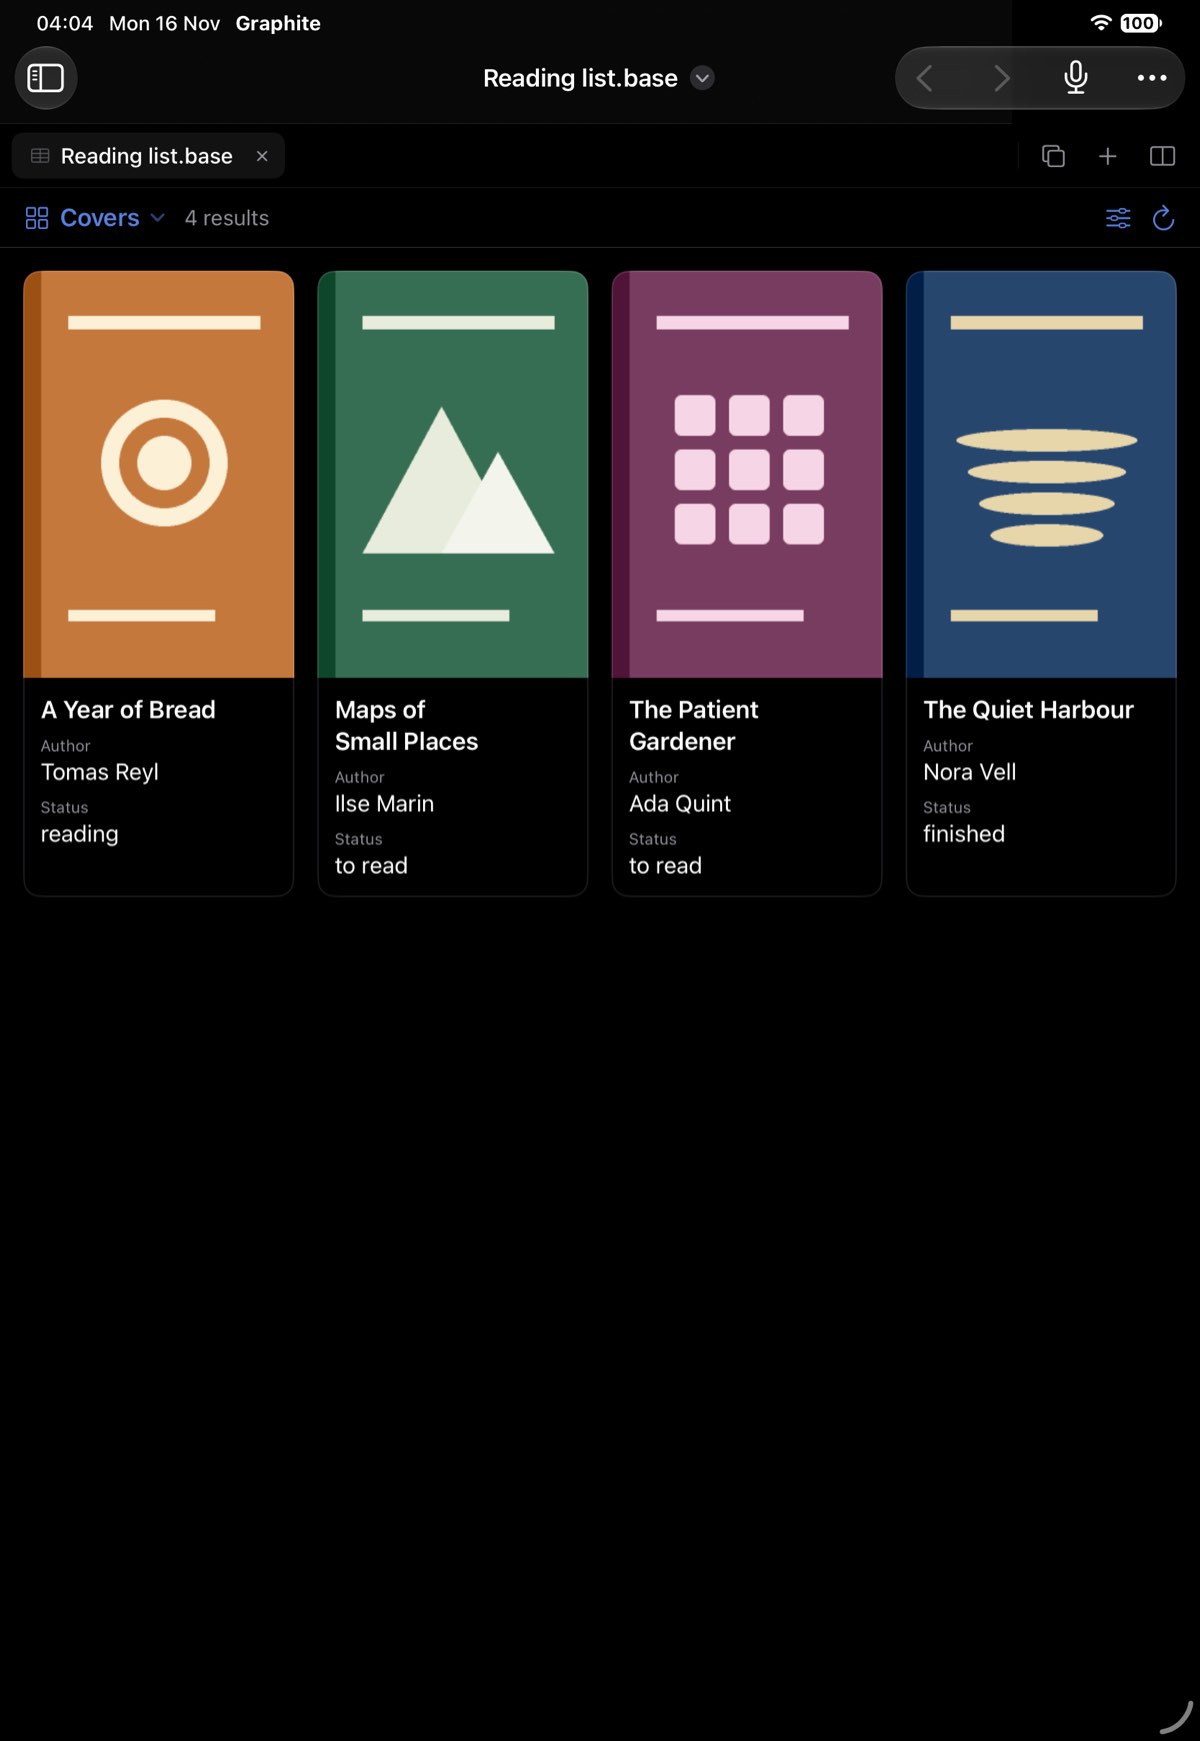 04:04 Mon 16 Nov Graphite
100
Reading list.base
Reading list.base
Covers 4 results
A Year of Bread
Author
Tomas Reyl
Status
reading
Maps of
Small Places
Author
Ilse Marin
Status
to read
The Patient
Gardener
Author
Ada Quint
Status
to read
The Quiet Harbour
Author
Nora Vell
Status
finished